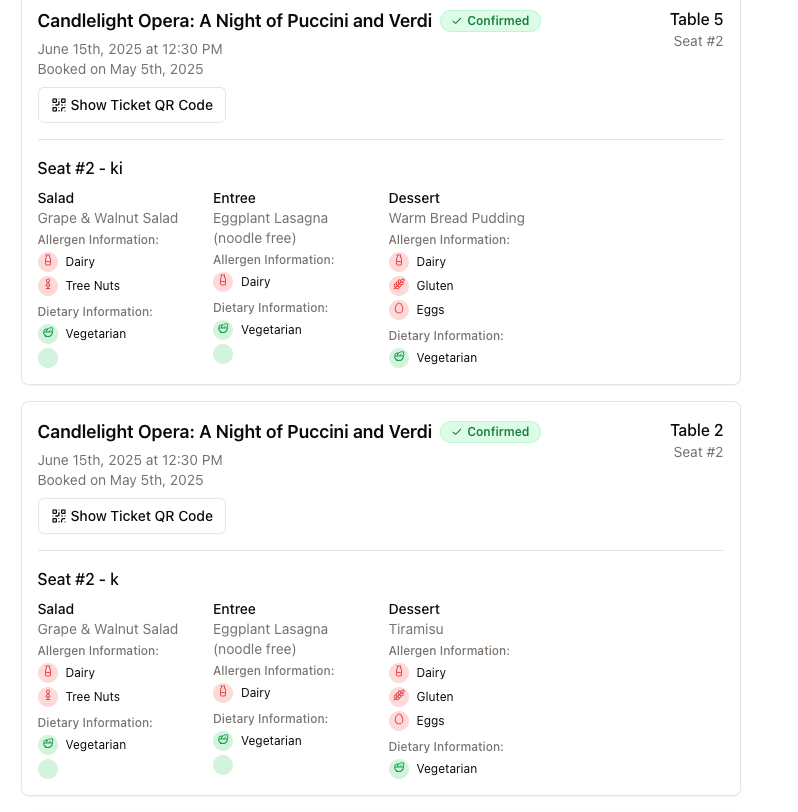 Candlelight Opera: A Night of Puccini and Verdi
Confirmed
Table 5
June 15th, 2025 at 12:30 PM
Seat #2
Booked on May 5th, 2025
Show Ticket QR Code
Seat #2 - ki
Salad
Grape & Walnut Salad
Allergen Information:
Dairy
Tree Nuts
Dietary Information:
Vegetarian
Entree
Eggplant Lasagna
(noodle free)
Allergen Information:
Dairy
Dietary Information:
Vegetarian
Dessert
Warm Bread Pudding
Allergen Information:
Dairy
Gluten
Eggs
Dietary Information:
Vegetarian
Candlelight Opera: A Night of Puccini and Verdi
Confirmed
Table 2
June 15th, 2025 at 12:30 PM
Seat #2
Booked on May 5th, 2025
Show Ticket QR Code
Seat #2 - k
Salad
Grape & Walnut Salad
Allergen Information:
Dairy
Tree Nuts
Dietary Information:
Vegetarian
Entree
Eggplant Lasagna
(noodle free)
Allergen Information:
Dairy
Dietary Information:
Vegetarian
Dessert
Tiramisu
Allergen Information:
Dairy
Gluten
Eggs
Dietary Information:
Vegetarian